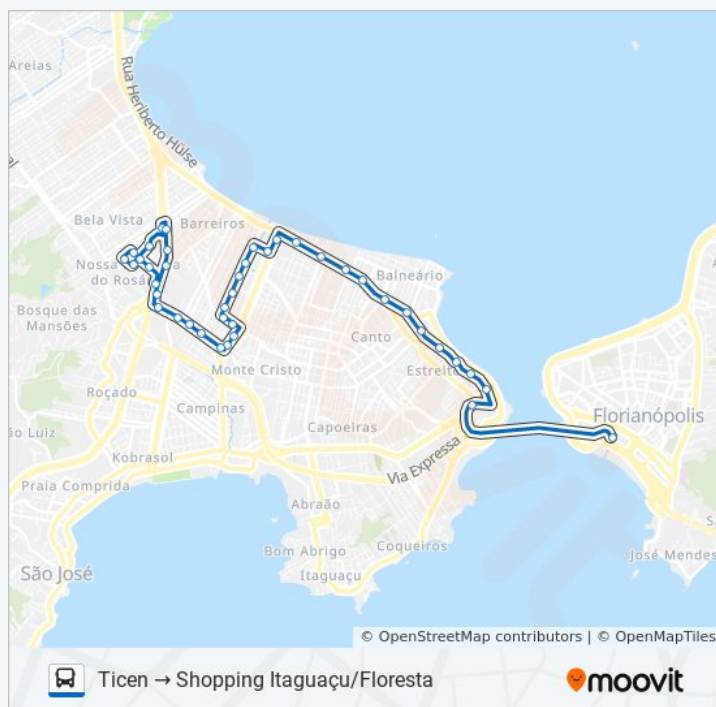 Areias
Rua Heriberto Hülse
Bela Vista
Barreiros
Nossa
do Rosá
Balneário
Bosque das
Mansões
Canto
Estreito
Monte Cristo
Roçado
Campinas
Florianópolis
Capoeiras
Via Expressa
Kobrasol
Praia Comprida
Abraão
São José
Bom Abrigo
Coqueiros
Itaguaçu
José Mendes
© OpenStreetMap contributors | © OpenMapTiles
Ticen → Shopping Itaguaçu/Floresta
moovit